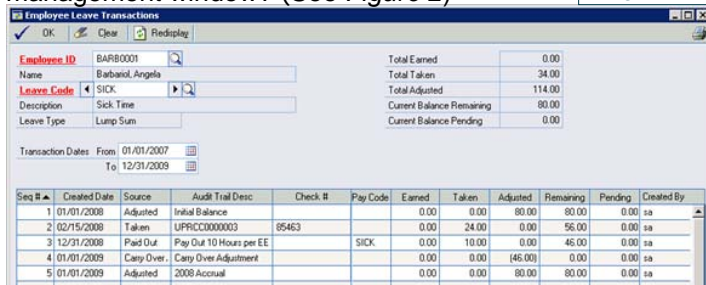 management window. (See Figure 2)
Employee Leave Transactions
OK Clear Redisplay
Employee ID BARB0001
Name Barbariol, Angela
Leave Code SICK
Description Sick Time
Leave Type Lump Sum
Total Earned 0.00
Total Taken 34.00
Total Adjusted 114.00
Current Balance Remaining 80.00
Current Balance Pending 0.00
Transaction Dates From 01/01/2007
To 12/31/2009
Seq # Created Date Source Audit Trail Desc Check # Pay Code Earned Taken Adjusted Remaining Pending Created By
1 01/01/2008 Adjusted Initial Balance 0.00 0.00 80.00 80.00 0.00 sa
2 02/15/2008 Taken UPRCC0000003 85463 0.00 24.00 0.00 56.00 0.00 sa
3 12/31/2008 Paid Out Pay Out 10 Hours per EE SICK 0.00 10.00 0.00 46.00 0.00 sa
4 01/01/2009 Carry Over. Carry Over Adjustment 0.00 0.00 (46.00) 0.00 0.00 sa
5 01/01/2009 Adjusted 2008 Accrual 0.00 0.00 80.00 80.00 0.00 sa